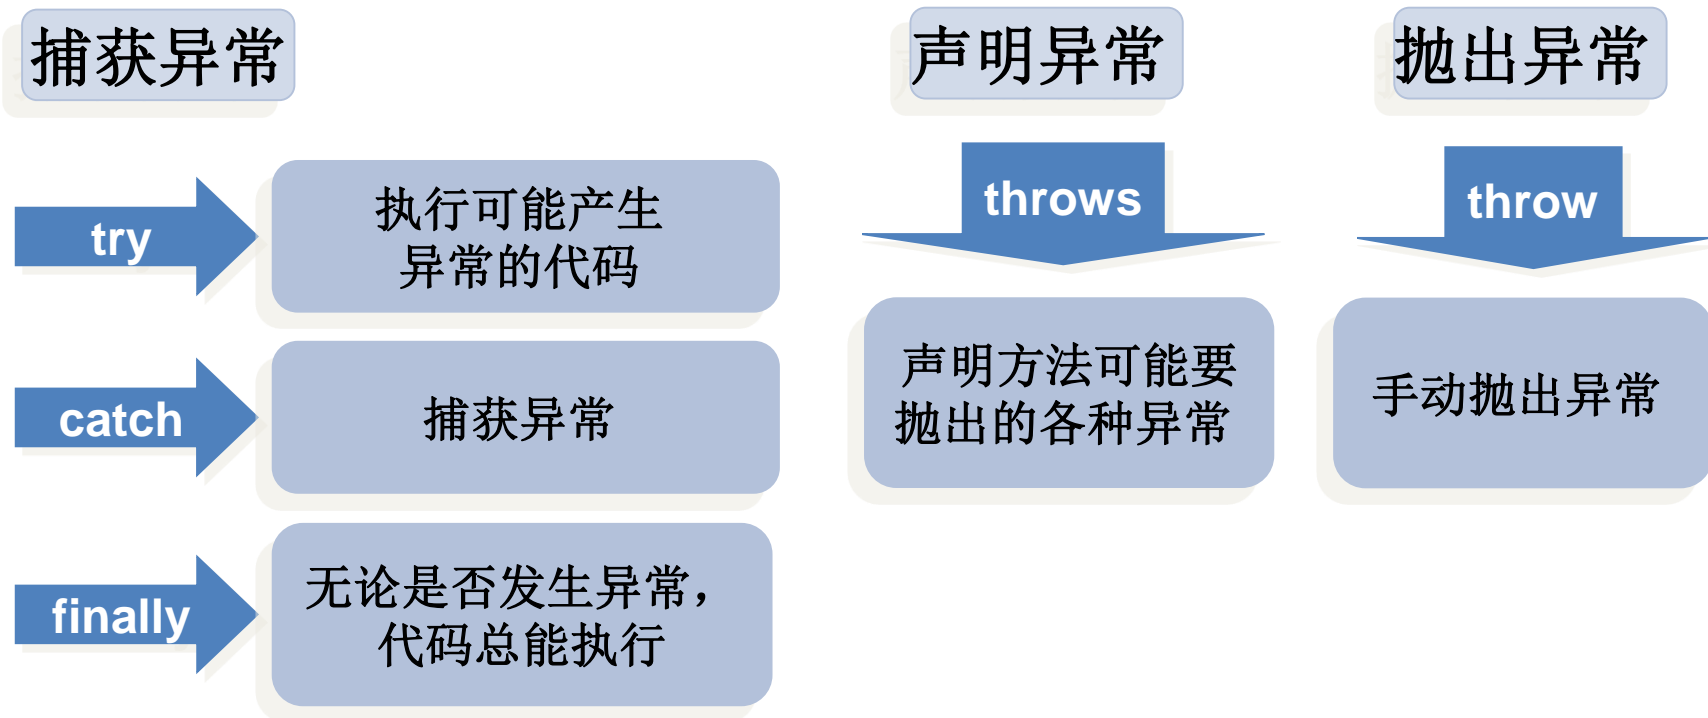 捕获异常
try
执行可能产生
异常的代码
catch
捕获异常
finally
无论是否发生异常，
代码总能执行
声明异常
throws
声明方法可能要
抛出的各种异常
抛出异常
throw
手动抛出异常